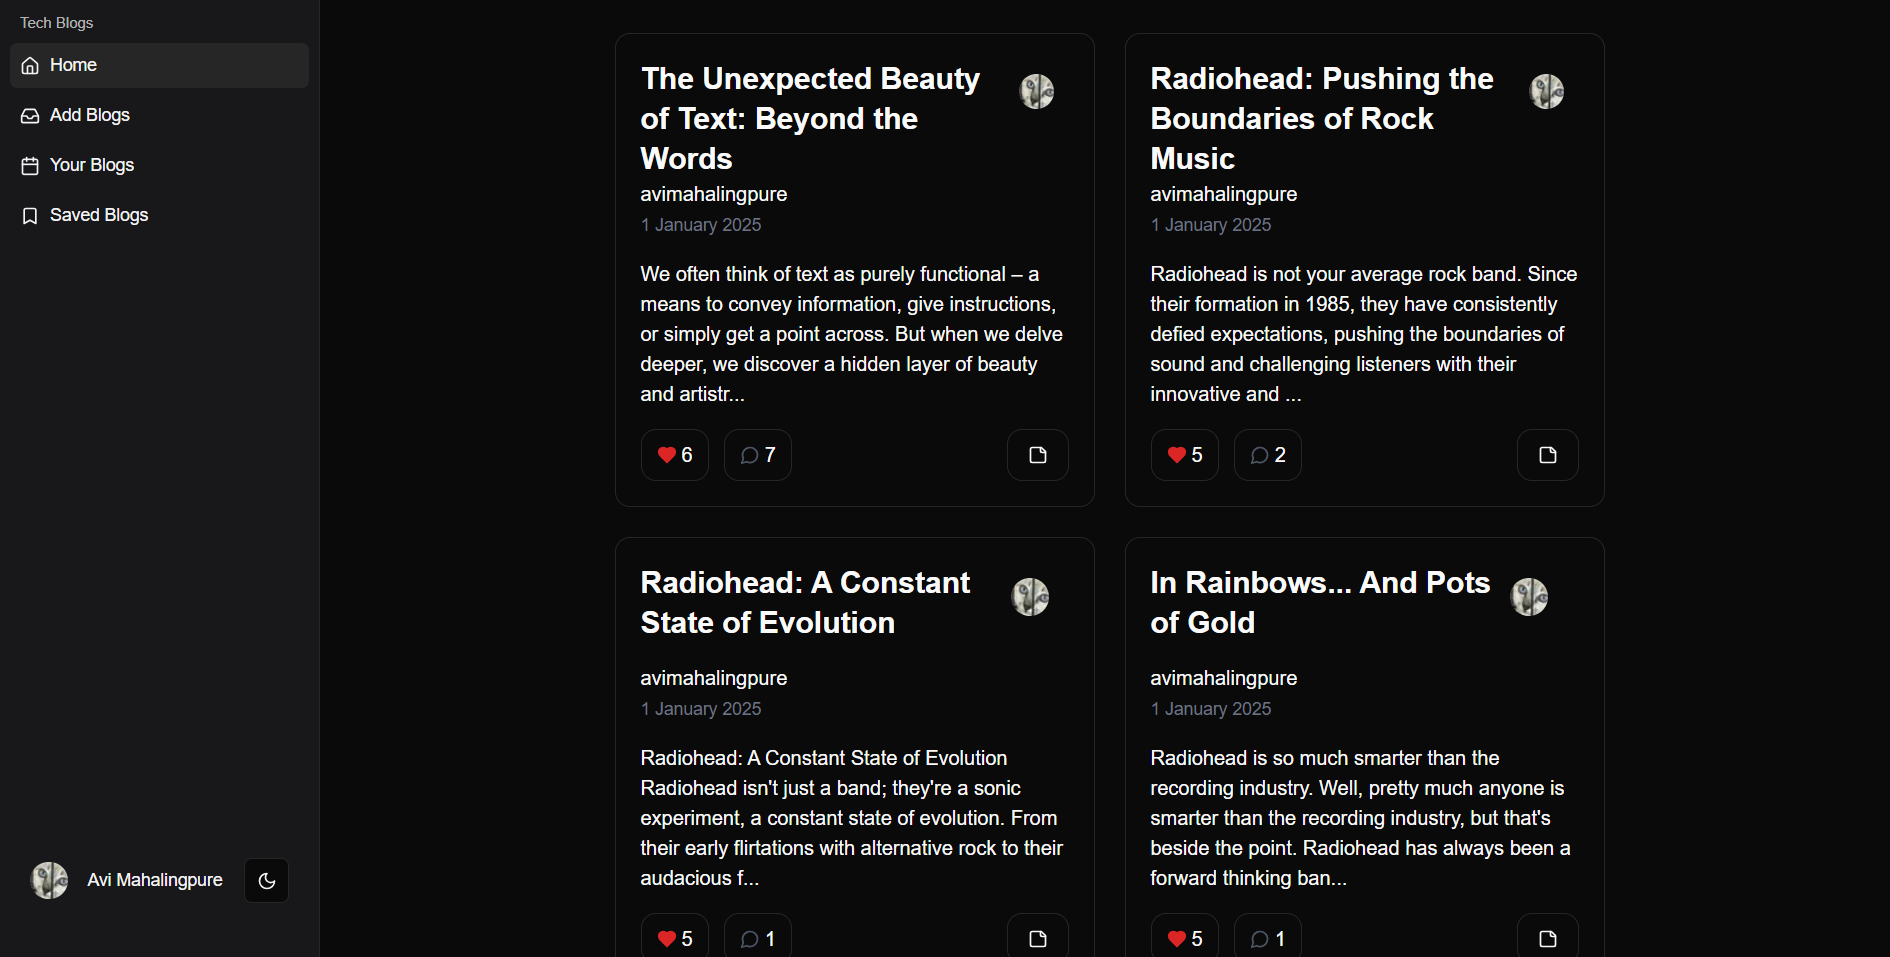 Tech Blogs
Home
Add Blogs
Your Blogs
Saved Blogs
Avi Mahalingpure
The Unexpected Beauty
of Text: Beyond the
Words
avimahalingpure
1 January 2025
We often think of text as purely functional – a
means to convey information, give instructions,
or simply get a point across. But when we delve
deeper, we discover a hidden layer of beauty
and artistr...
6
7
Radiohead: Pushing the
Boundaries of Rock
Music
avimahalingpure
1 January 2025
Radiohead is not your average rock band. Since
their formation in 1985, they have consistently
defied expectations, pushing the boundaries of
sound and challenging listeners with their
innovative and ...
5
2
Radiohead: A Constant
State of Evolution
avimahalingpure
1 January 2025
Radiohead: A Constant State of Evolution
Radiohead isn't just a band; they're a sonic
experiment, a constant state of evolution. From
their early flirtations with alternative rock to their
audacious f...
5
1
In Rainbows... And Pots
of Gold
avimahalingpure
1 January 2025
Radiohead is so much smarter than the
recording industry. Well, pretty much anyone is
smarter than the recording industry, but that's
beside the point. Radiohead has always been a
forward thinking ban...
5
1